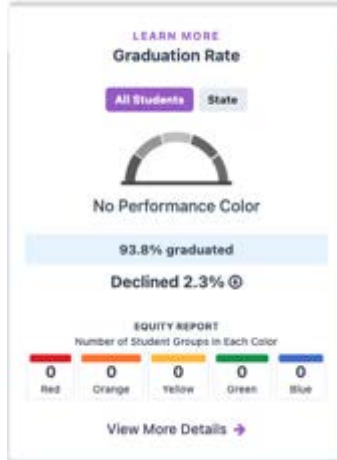 LEARN MORE
Graduation Rate
All Students State
No Performance Color
93.8% graduated
Declined 2.3%
EQUITY REPORT
Number of Student Groups in Each Color
0 0 0 0 0
Red Orange Yellow Green Blue
View More Details →